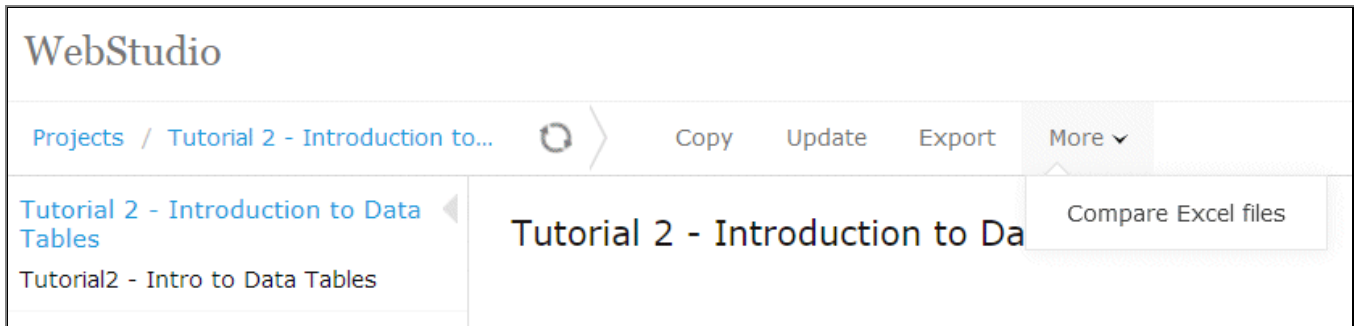 WebStudio
Projects / Tutorial 2 - Introduction to... Copy Update Export More
Compare Excel files
Tutorial 2 - Introduction to Data
Tables
Tutorial2 - Intro to Data Tables
Tutorial 2 - Introduction to Da